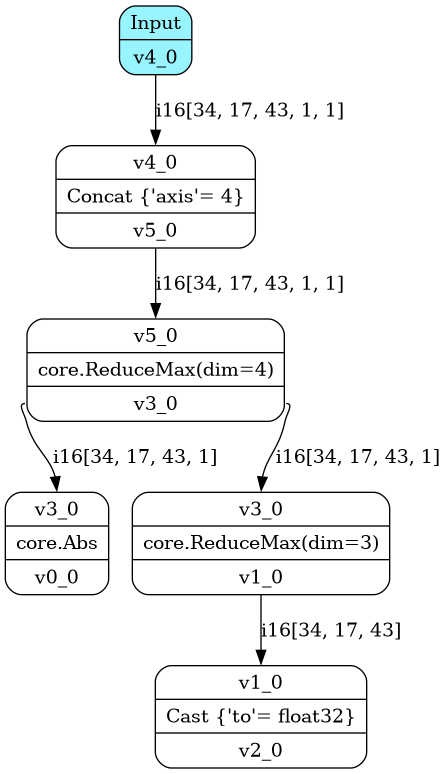 Input
v4_0
i16[34, 17, 43, 1, 1]
v4_0
Concat {'axis'= 4}
v5_0
i16[34, 17, 43, 1, 1]
v5_0
core.ReduceMax(dim=4)
v3_0
i16[34, 17, 43, 1]
i16[34, 17, 43, 1]
v3_0
core.Abs
v0_0
v3_0
core.ReduceMax(dim=3)
v1_0
i16[34, 17, 43]
v1_0
Cast {'to'= float32}
v2_0